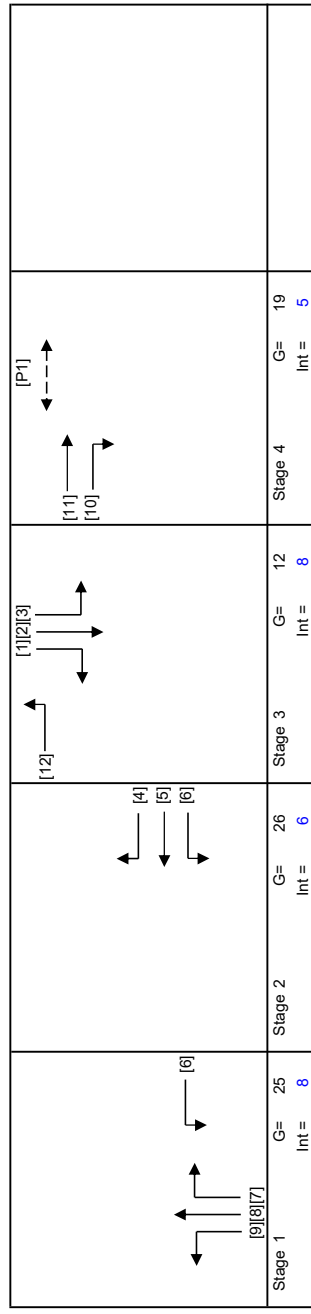 [6]
[9][8][7]
Stage 1 G= 25
Int = 8
[4]
[5]
[6]
Stage 2 G= 26
Int = 6
[12]
[1][2][3]
Stage 3 G= 12
Int = 8
[P1]
[11]
[10]
Stage 4 G= 19
Int = 5